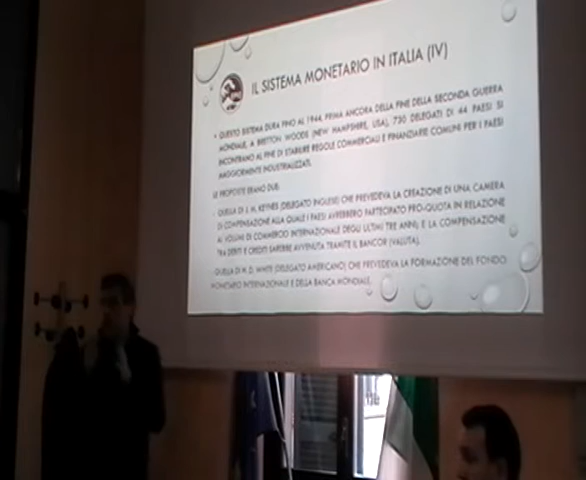 IL SISTEMA MONETARIO IN ITALIA (IV)
• QUESTO SISTEMA DURA FINO AL 1944, PRIMA ANCORA DELLA FINE DELLA SECONDA GUERRA
MONDIALE, A BRETTON WOODS (NEW HAMPSHIRE, USA), 730 DELEGATI DI 44 PAESI SI
INCONTRANO AL FINE DI STABILIRE REGOLE COMMERCIALI E FINANZIARIE COMUNI PER I PAESI
MAGGIORMENTE INDUSTRIALIZZATI.
LE PROPOSTE ERANO DUE:
- QUELLA DI J. M. KEYNES (DELEGATO INGLESE) CHE PREVEDEVA LA CREAZIONE DI UNA CAMERA
DI COMPENSAZIONE ALLA QUALE I PAESI AVREBBERO PARTECIPATO PRO-QUOTA IN RELAZIONE
AI VOLUMI DI COMMERCIO INTERNAZIONALE DEGLI ULTIMI TRE ANNI; E LA COMPENSAZIONE
TRA DEBITI E CREDITI SAREBBE AVVENUTA TRAMITE IL BANCOR (VALUTA).
QUELLA DI H. D. WHITE (DELEGATO AMERICANO) CHE PREVEDEVA LA FORMAZIONE DEL FONDO
MONETARIO INTERNAZIONALE E DELLA BANCA MONDIALE.